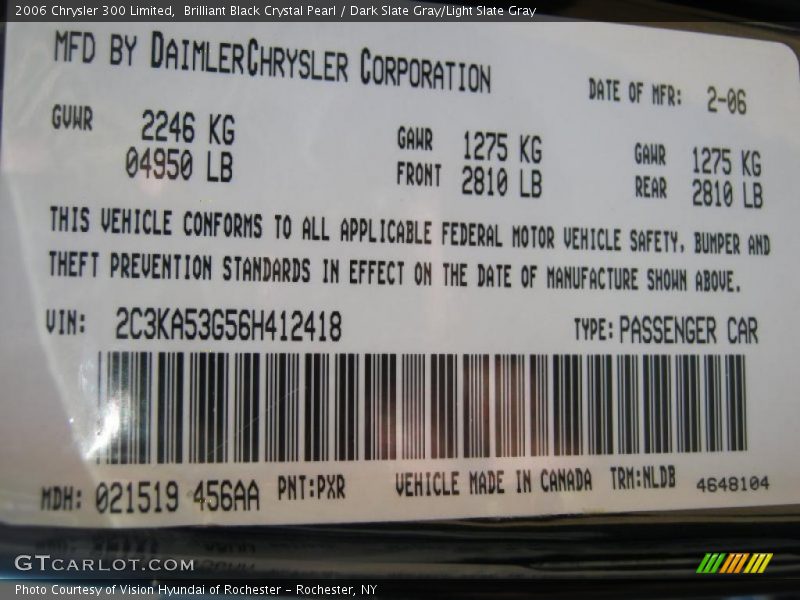 2006 Chrysler 300 Limited,  Brilliant Black Crystal Pearl / Dark Slate Gray/Light Slate Gray
MFD BY DAIMLERCHRYSLER CORPORATION
DATE OF MFR: 2-06
GVWR 2246 KG
04950 LB
GAWR 1275 KG
FRONT 2810 LB
GAWR 1275 KG
REAR 2810 LB
THIS VEHICLE CONFORMS TO ALL APPLICABLE FEDERAL MOTOR VEHICLE SAFETY, BUMPER AND
THEFT PREVENTION STANDARDS IN EFFECT ON THE DATE OF MANUFACTURE SHOWN ABOVE.
VIN: 2C3KA53G56H412418
TYPE: PASSENGER CAR
MDH: 021519 456AA
PNT:PXR
VEHICLE MADE IN CANADA
TRM:NLDB
4648104
GTCARLOT.COM
Photo Courtesy of Vision Hyundai of Rochester – Rochester, NY